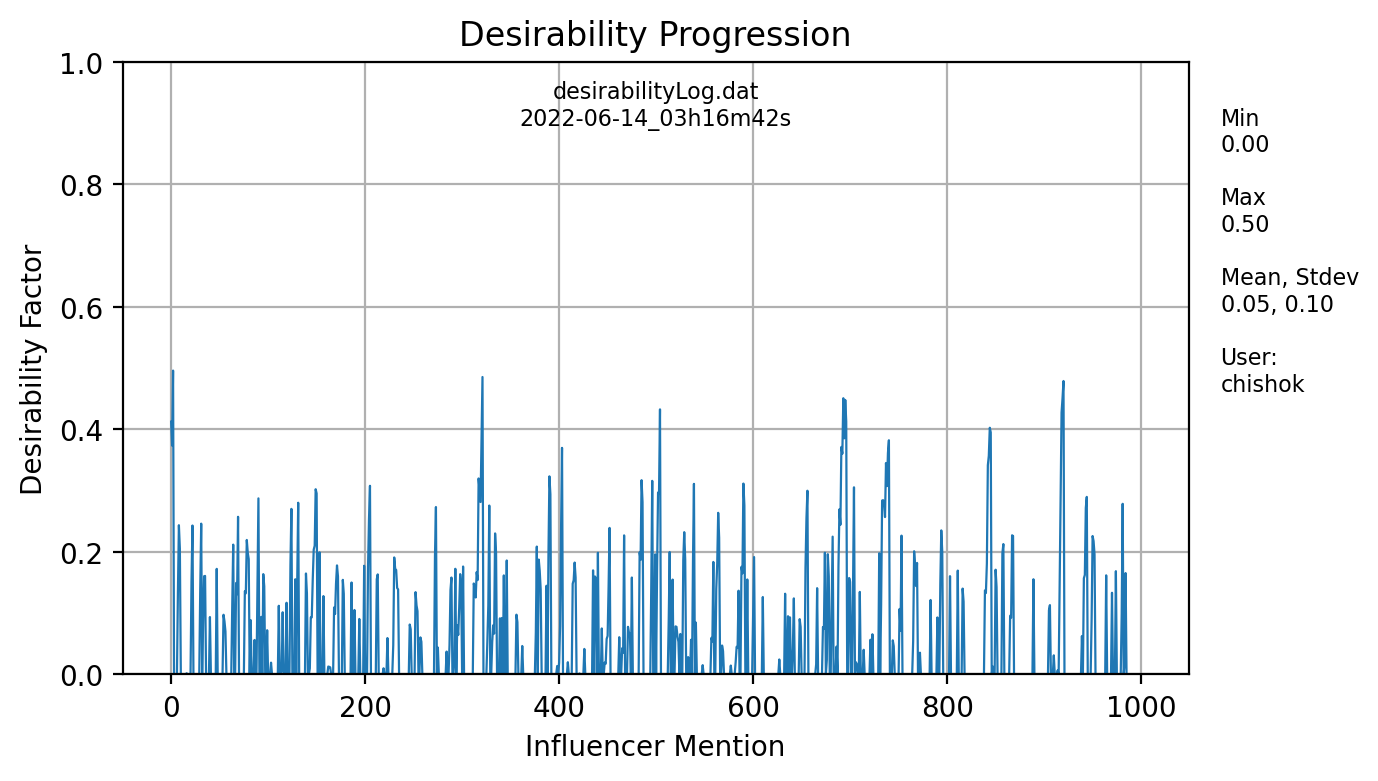 Desirability Progression
desirabilityLog.dat
2022-06-14_03h16m42s
1.0
0.8
0.6
0.4
0.2
0.0
Desirability Factor
0
200
400
600
800
1000
Influencer Mention
Min
0.00
Max
0.50
Mean, Stdev
0.05, 0.10
User:
chishok